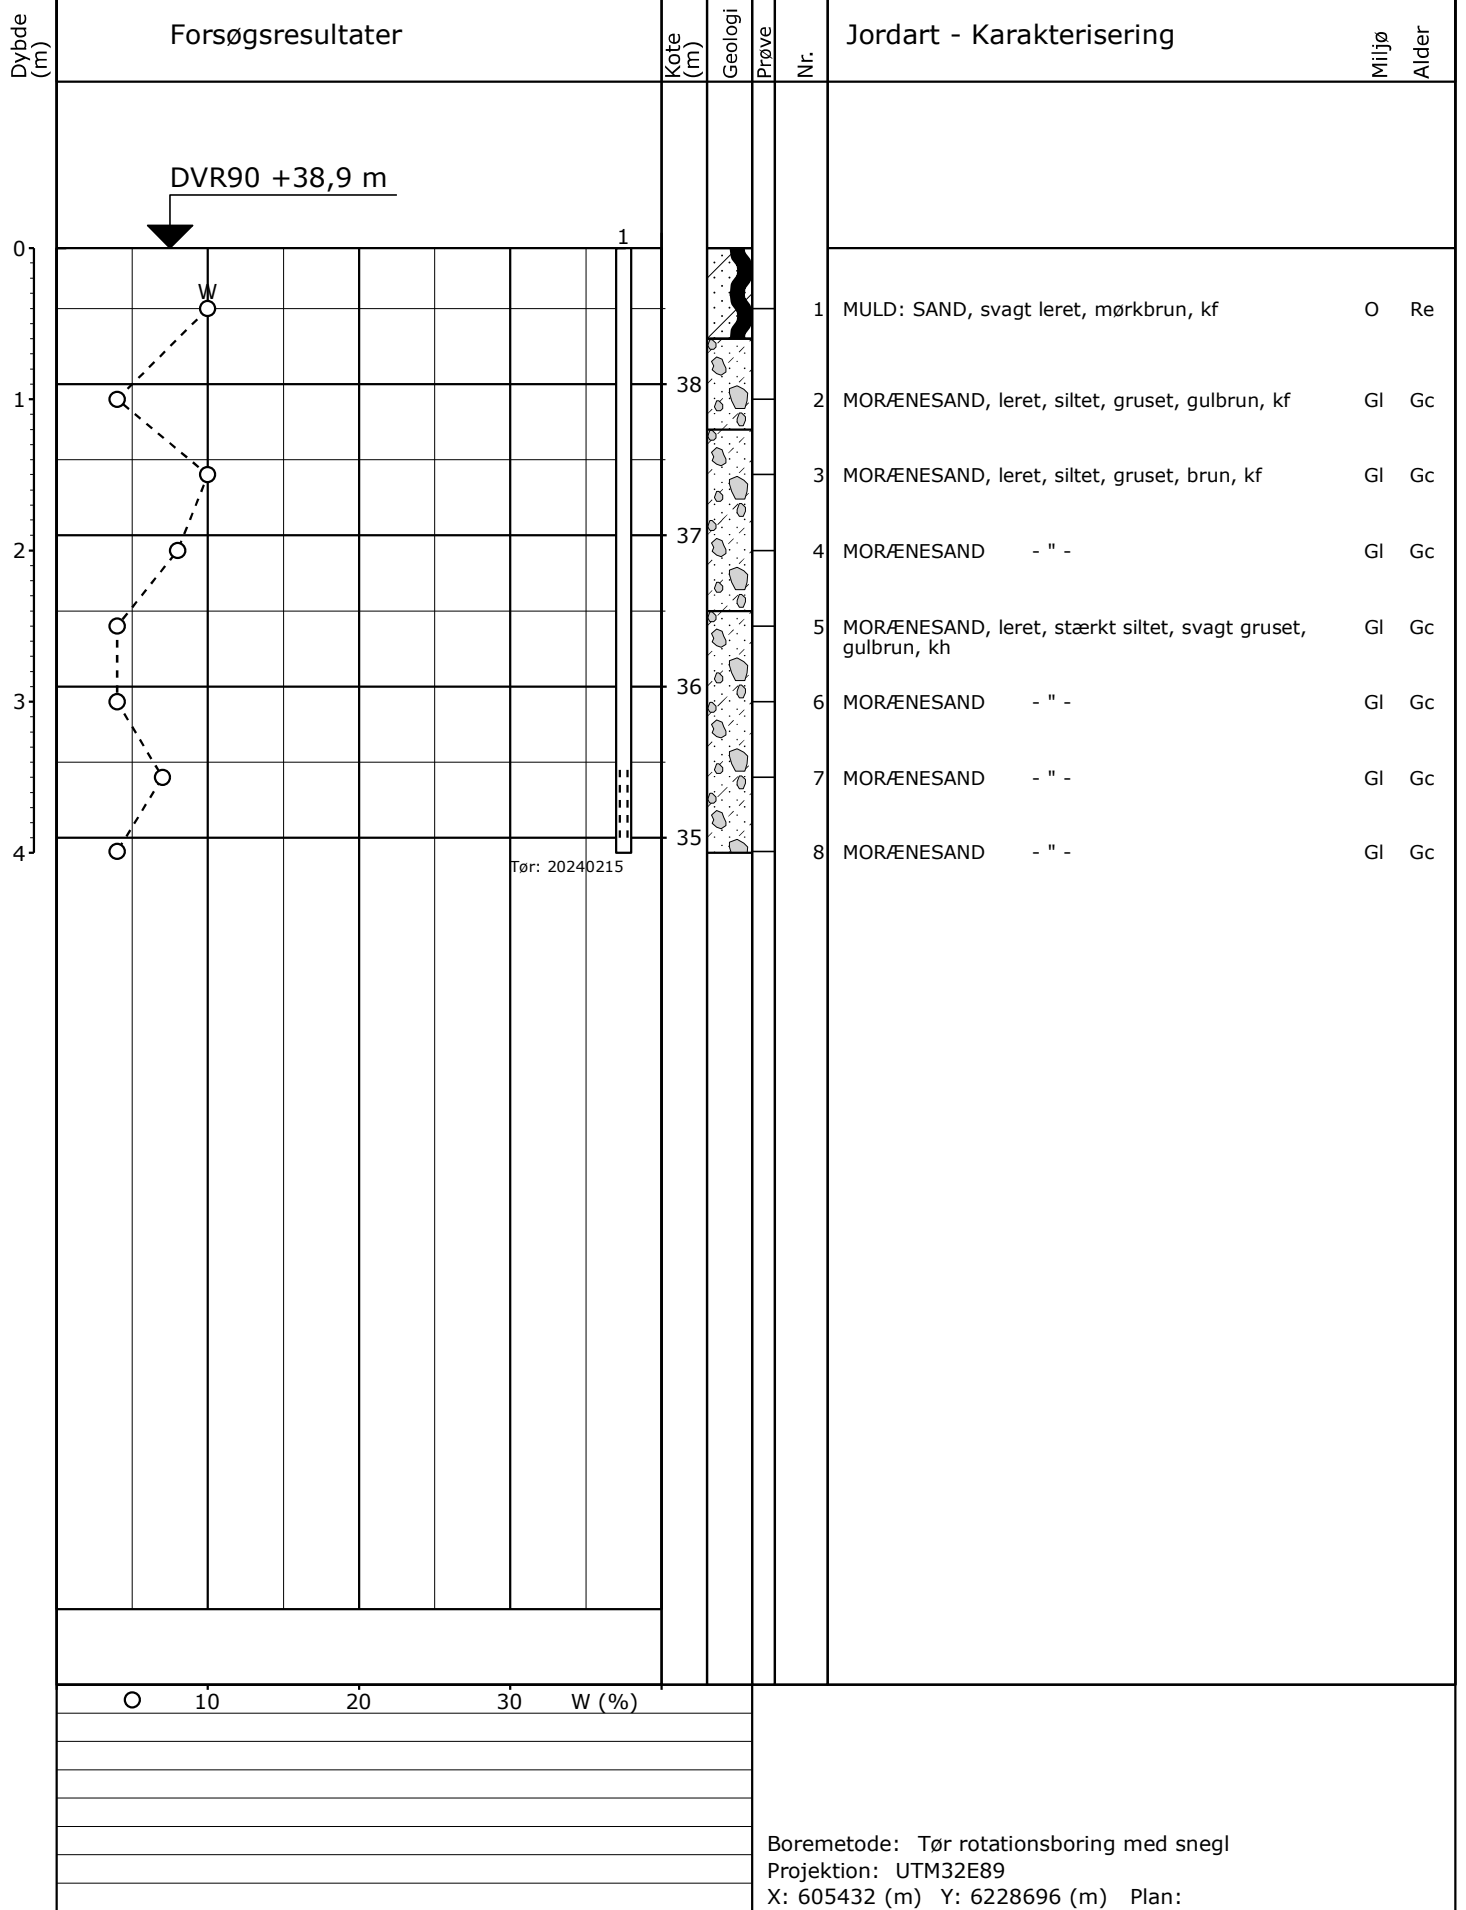 Dybde (m)
Forsøgsresultater
Kote (m)
Geologi
Prøve
Nr.
Jordart - Karakterisering
Miljø
Alder
DVR90 +38,9 m
1
0
W
1 MULD: SAND, svagt leret, mørkbrun, kf O Re
38
1
2 MORÆNESAND, leret, siltet, gruset, gulbrun, kf Gl Gc
3 MORÆNESAND, leret, siltet, gruset, brun, kf Gl Gc
37
2
4 MORÆNESAND - " - Gl Gc
5 MORÆNESAND, leret, stærkt siltet, svagt gruset, Gl Gc
gulbrun, kh
36
3
6 MORÆNESAND - " - Gl Gc
7 MORÆNESAND - " - Gl Gc
35
4
8 MORÆNESAND - " - Gl Gc
Tør: 20240215
10 20 30 W (%)
Boremetode: Tør rotationsboring med snegl
Projektion: UTM32E89
X: 605432 (m) Y: 6228696 (m) Plan: